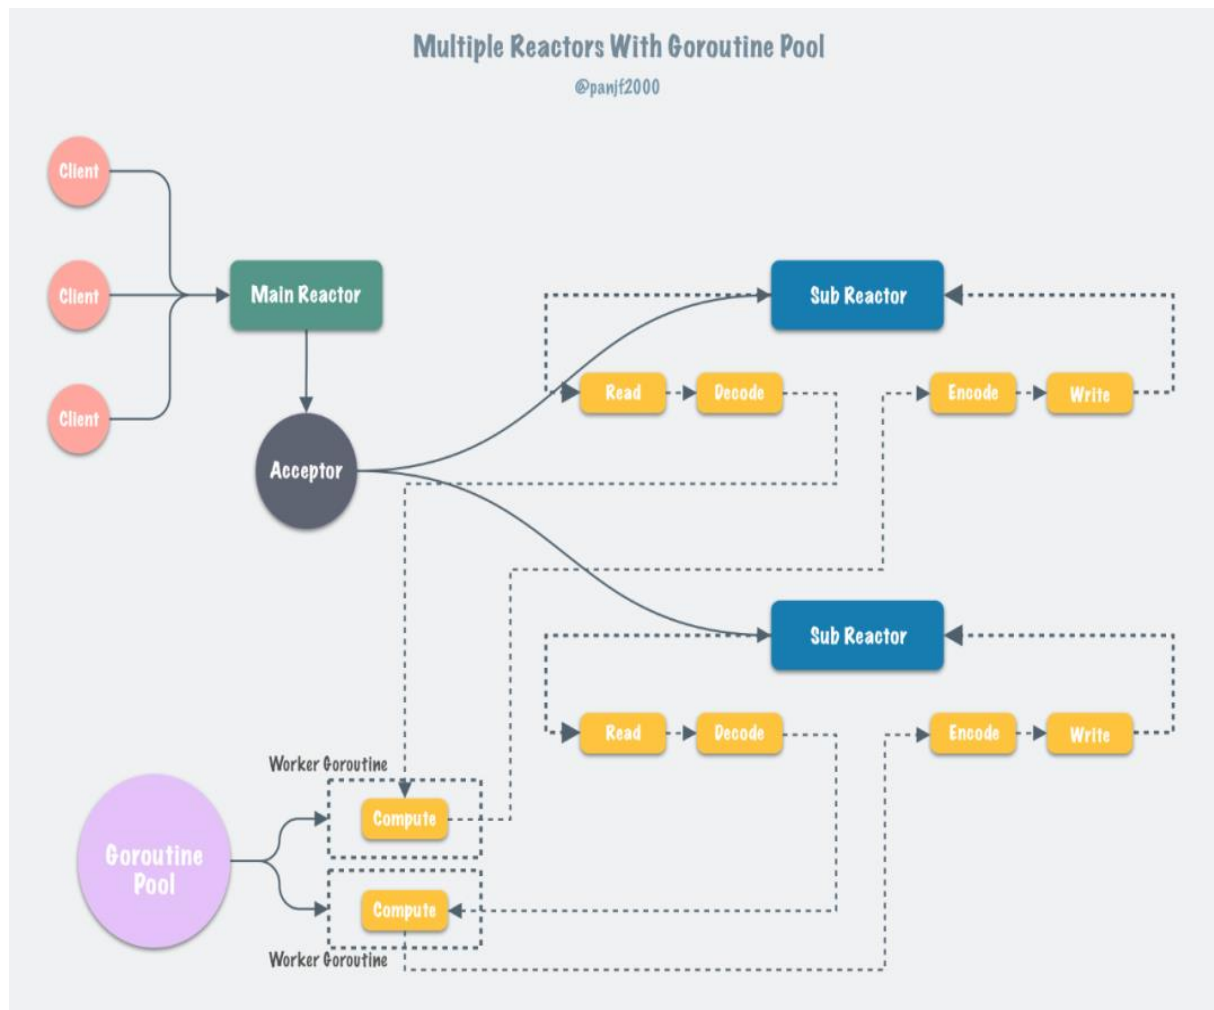 Multiple Reactors With Goroutine Pool
@panjf2000
Client
Client
Client
Main Reactor
Acceptor
Sub Reactor
Read
Decode
Encode
Write
Sub Reactor
Read
Decode
Encode
Write
Worker Goroutine
Compute
Goroutine
Pool
Compute
Worker Goroutine